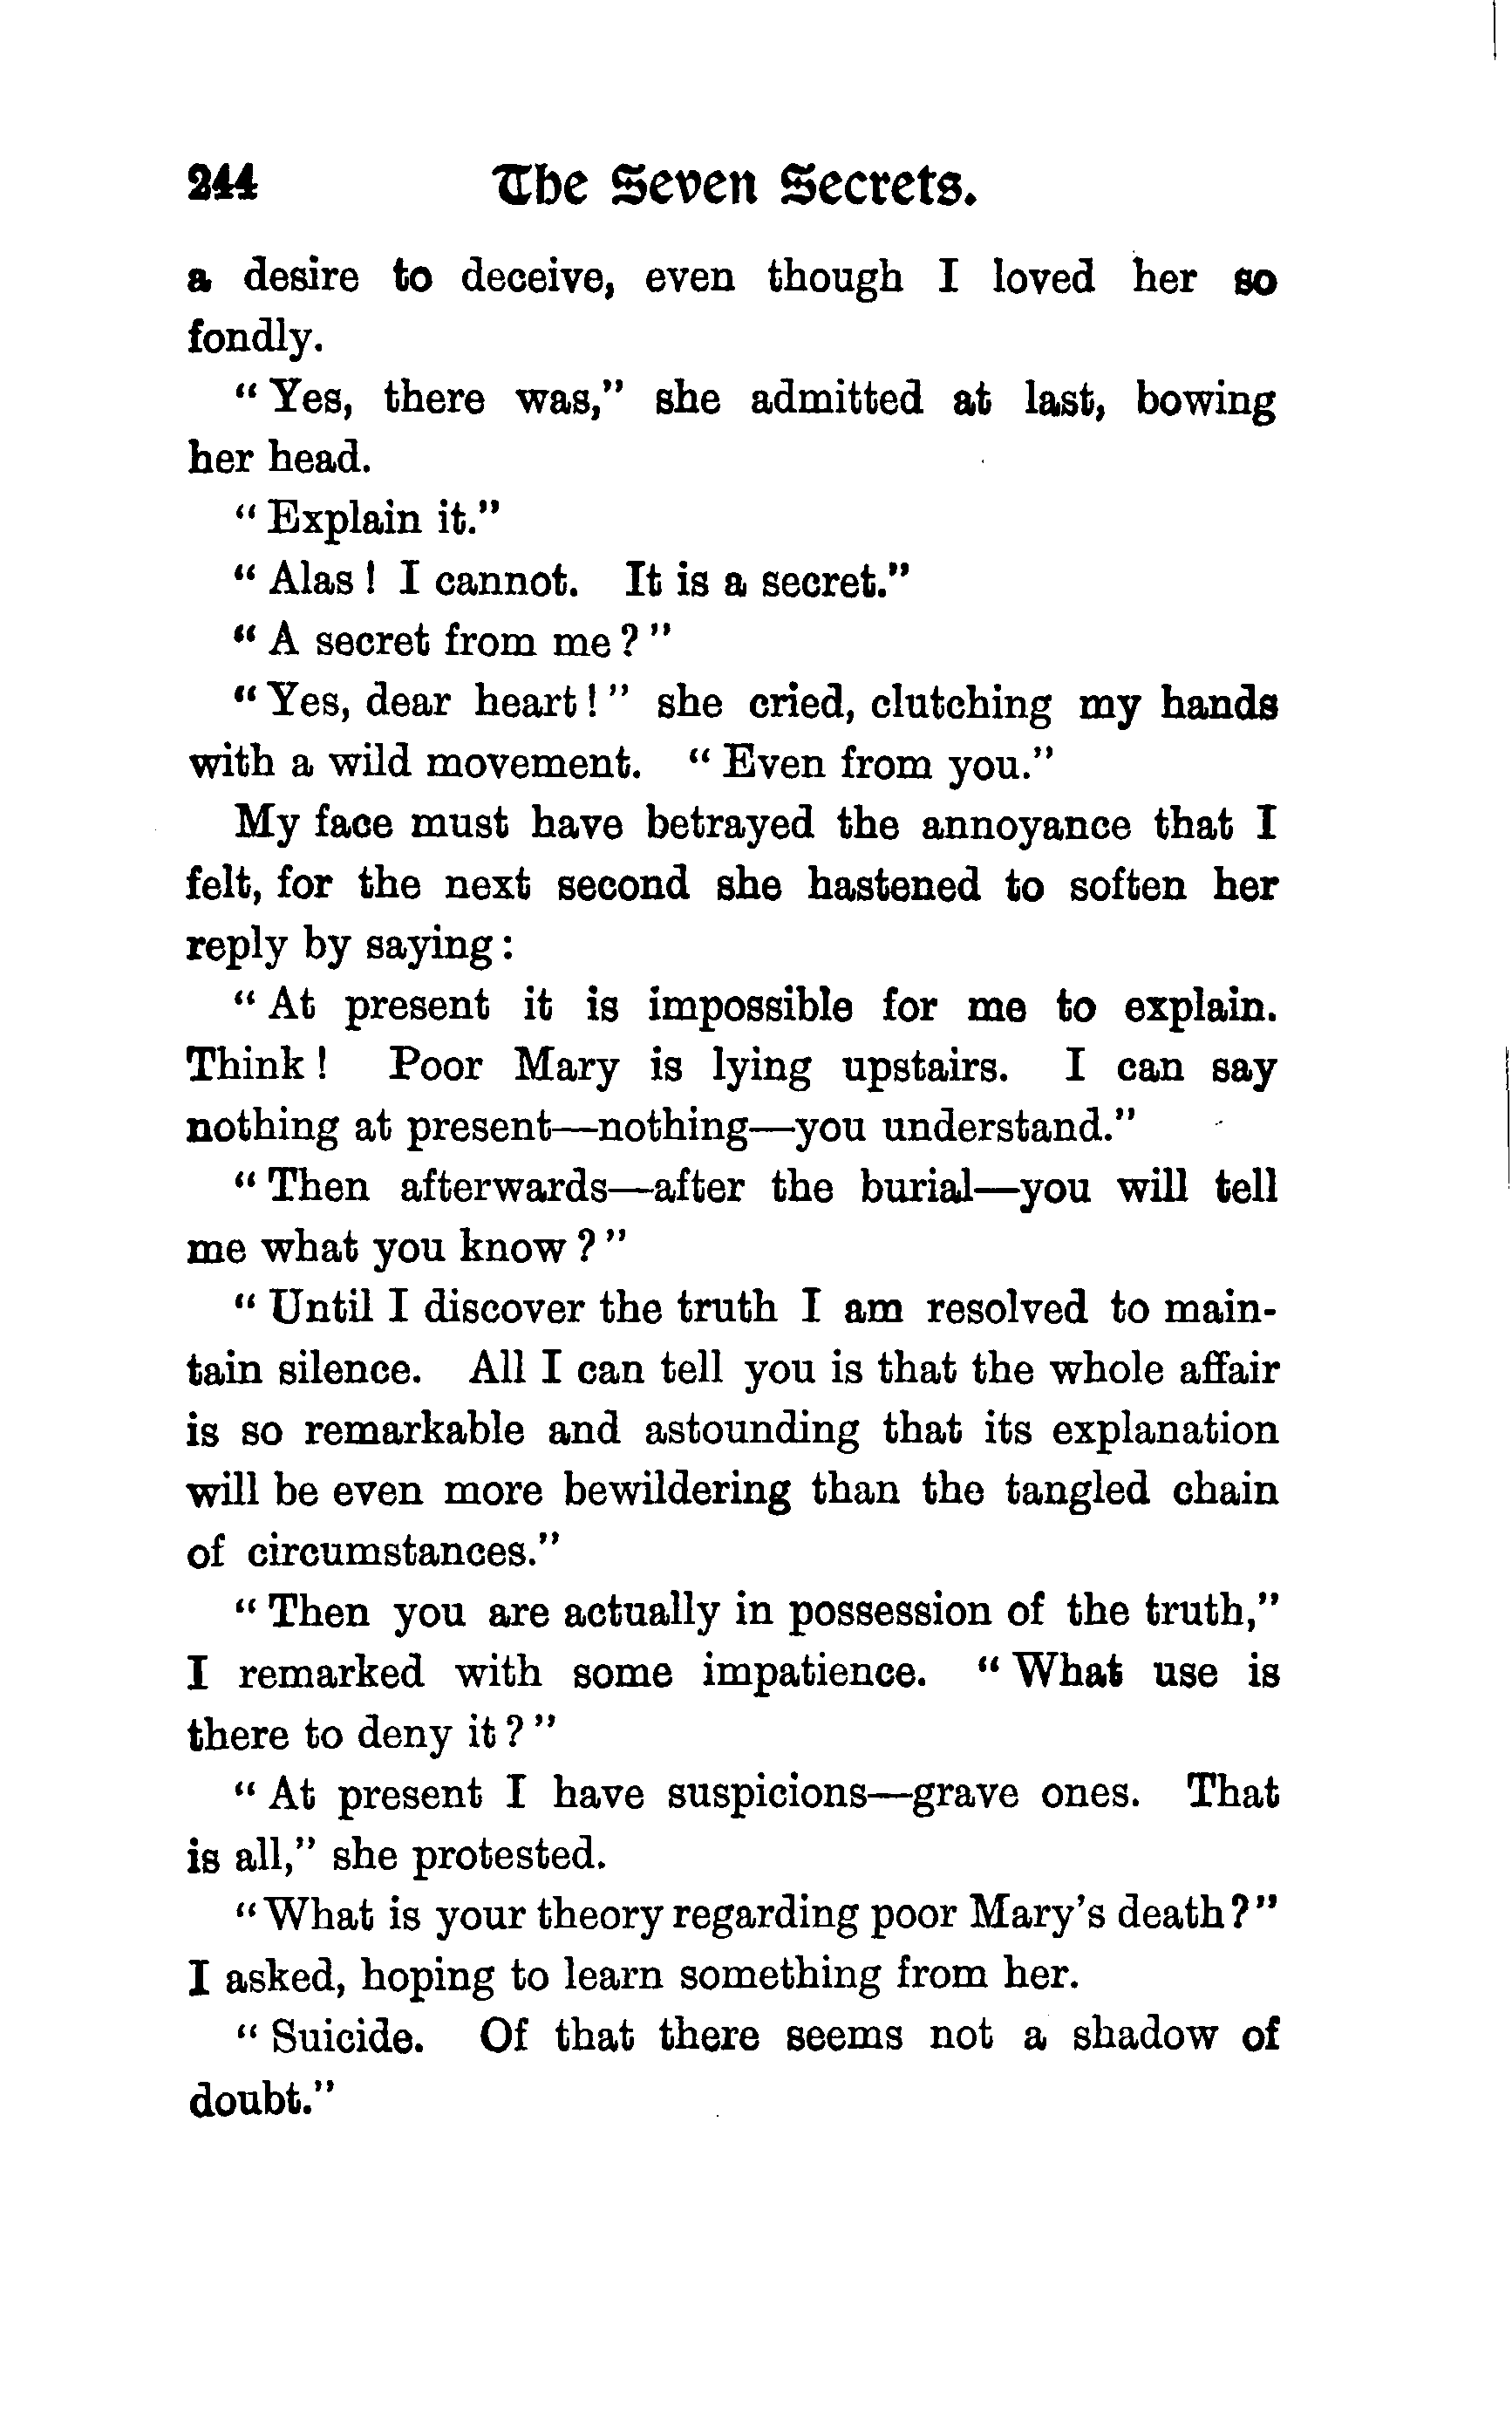 244 The Seven Secrets.
a desire to deceive, even though I loved her so
fondly.
"Yes, there was," she admitted at last, bowing
her head.
"Explain it."
"Alas! I cannot. It is a secret."
"A secret from me?"
"Yes, dear heart!" she cried, clutching my hands
with a wild movement. "Even from you."
My face must have betrayed the annoyance that I
felt, for the next second she hastened to soften her
reply by saying:
"At present it is impossible for me to explain.
Think! Poor Mary is lying upstairs. I can say
nothing at present—nothing—you understand."
"Then afterwards—after the burial—you will tell
me what you know?"
"Until I discover the truth I am resolved to main-
tain silence. All I can tell you is that the whole affair
is so remarkable and astounding that its explanation
will be even more bewildering than the tangled chain
of circumstances."
"Then you are actually in possession of the truth,"
I remarked with some impatience. "What use is
there to deny it?"
"At present I have suspicions—grave ones. That
is all," she protested.
"What is your theory regarding poor Mary's death?"
I asked, hoping to learn something from her.
"Suicide. Of that there seems not a shadow of
doubt."